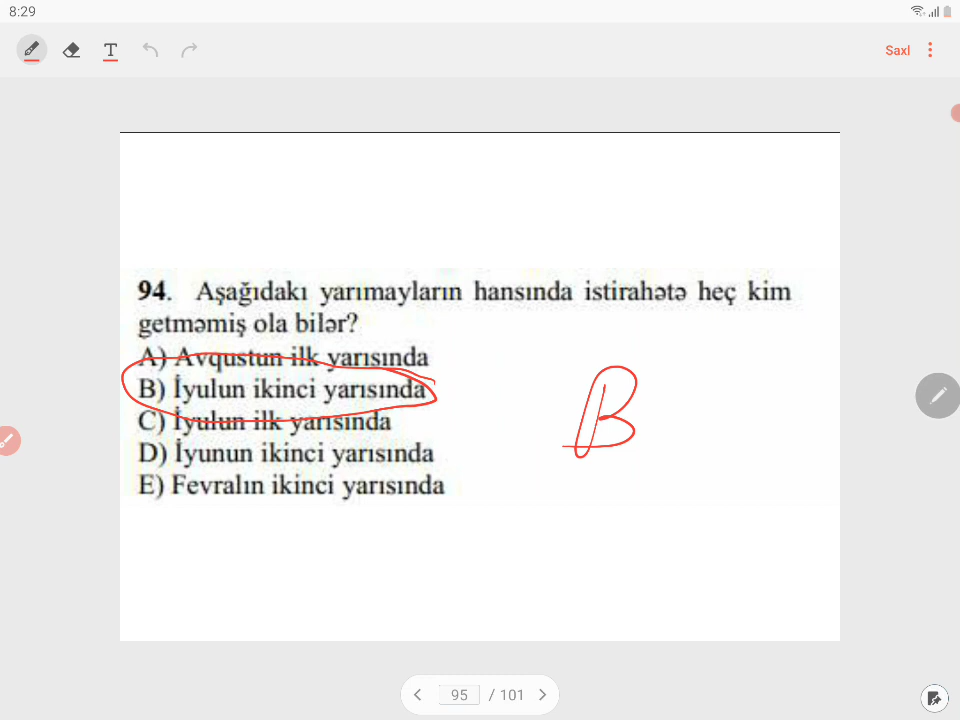 8:29
T
Saxl
94. Aşağıdakı yarımayların hansında istirahətə heç kim
getməmiş ola bilər?
A) Avqustun ilk yarısında
B) İyulun ikinci yarısında
C) İyulun ilk yarısında
D) İyunun ikinci yarısında
E) Fevralın ikinci yarısında
B
95 / 101